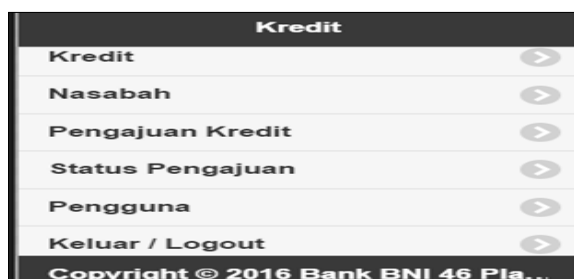 Kredit
Kredit
Nasabah
Pengajuan Kredit
Status Pengajuan
Pengguna
Keluar / Logout
Copyright © 2016 Bank BNI 46 Pla...